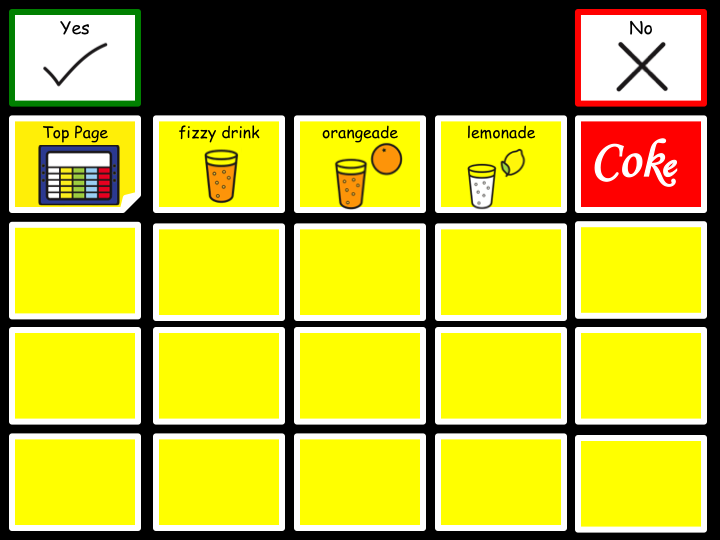 Yes
No
Top Page
fizzy drink
orangeade
lemonade
Coke